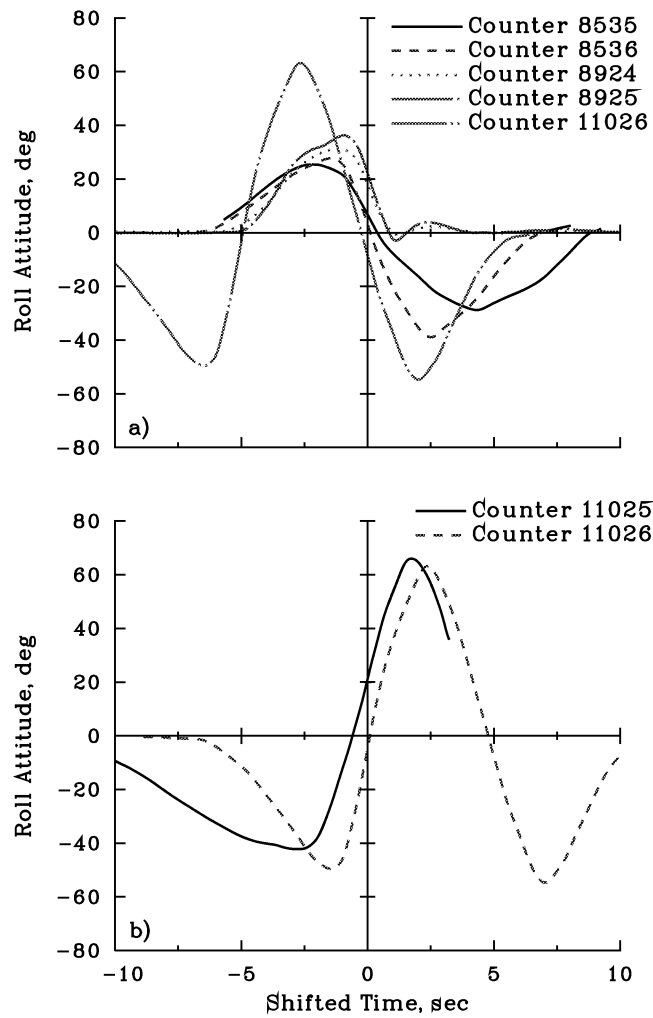 80
60
40
20
0
-20
-40
-60
-80
Roll Attitude, deg
Counter 8535
Counter 8536
Counter 8924
Counter 8925
Counter 11026
a)
80
60
40
20
0
-20
-40
-60
-80
Roll Attitude, deg
Counter 11025
Counter 11026
b)
-10 -5 0 5 10
Shifted Time, sec